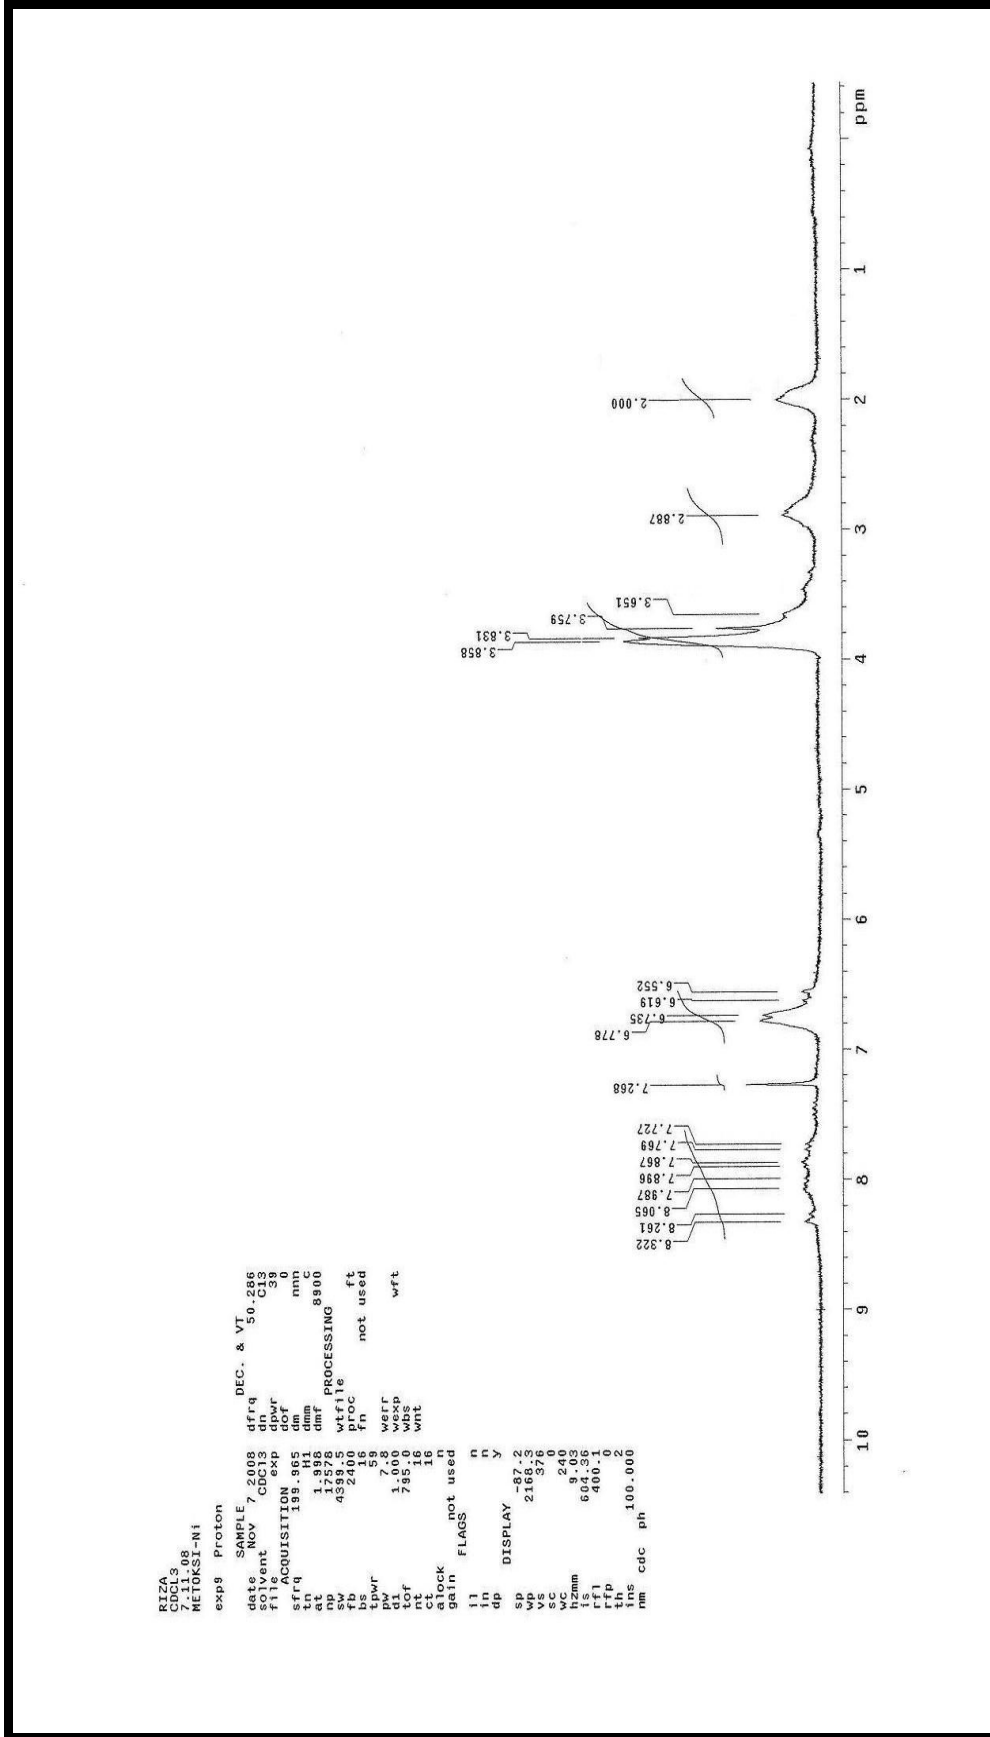 RIZA
CDCL3
7.11.08
METOKSI-Ni
exp9 Proton
SAMPLE
date Nov 7 2008
solvent CDCl3
file exp
ACQUISITION
sfrq 199.965
tn H1
at 1.998
np 17578
sw 4399.5
fb 2400
bs 16
tpwr 59
pw 7.8
d1 1.000
tof 795.0
nt 16
ct 16
alock n
gain not used
FLAGS
il n
in n
dp y
DISPLAY
sp -87.2
wp 2168.3
vs 376
sc 0
wc 240
hzmm 9.03
is 604.36
rfl 400.1
rfp 0
th 2
ins 100.000
nm cdc ph
DEC. & VT
dfrq 50.286
dn C13
dpwr 39
dof 0
dm nnn
dmm c
dmf 8900
PROCESSING
wtfile
proc ft
fn not used
werr
wexp wft
wbs
wnt
8.322
8.261
8.065
7.987
7.896
7.867
7.769
7.727
7.268
6.778
6.735
6.619
6.552
3.858
3.831
3.759
3.651
2.887
2.000
10 9 8 7 6 5 4 3 2 1 ppm